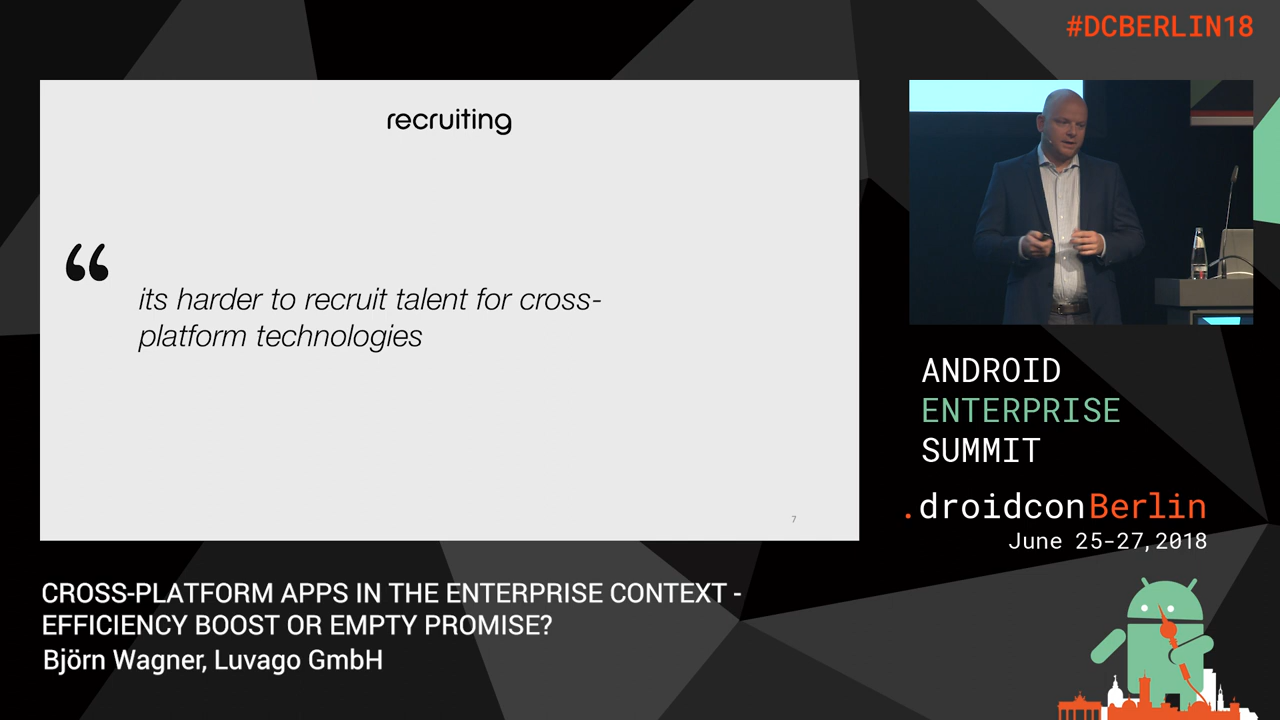 #DCBERLIN18
recruiting
“
its harder to recruit talent for cross-
platform technologies
7
ANDROID
ENTERPRISE
SUMMIT
.droidconBerlin
June 25-27,2018
CROSS-PLATFORM APPS IN THE ENTERPRISE CONTEXT -
EFFICIENCY BOOST OR EMPTY PROMISE?
Björn Wagner, Luvago GmbH